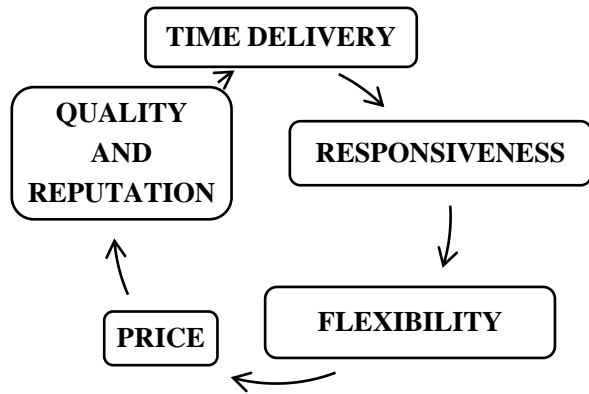 TIME DELIVERY
RESPONSIVENESS
FLEXIBILITY
PRICE
QUALITY
AND
REPUTATION